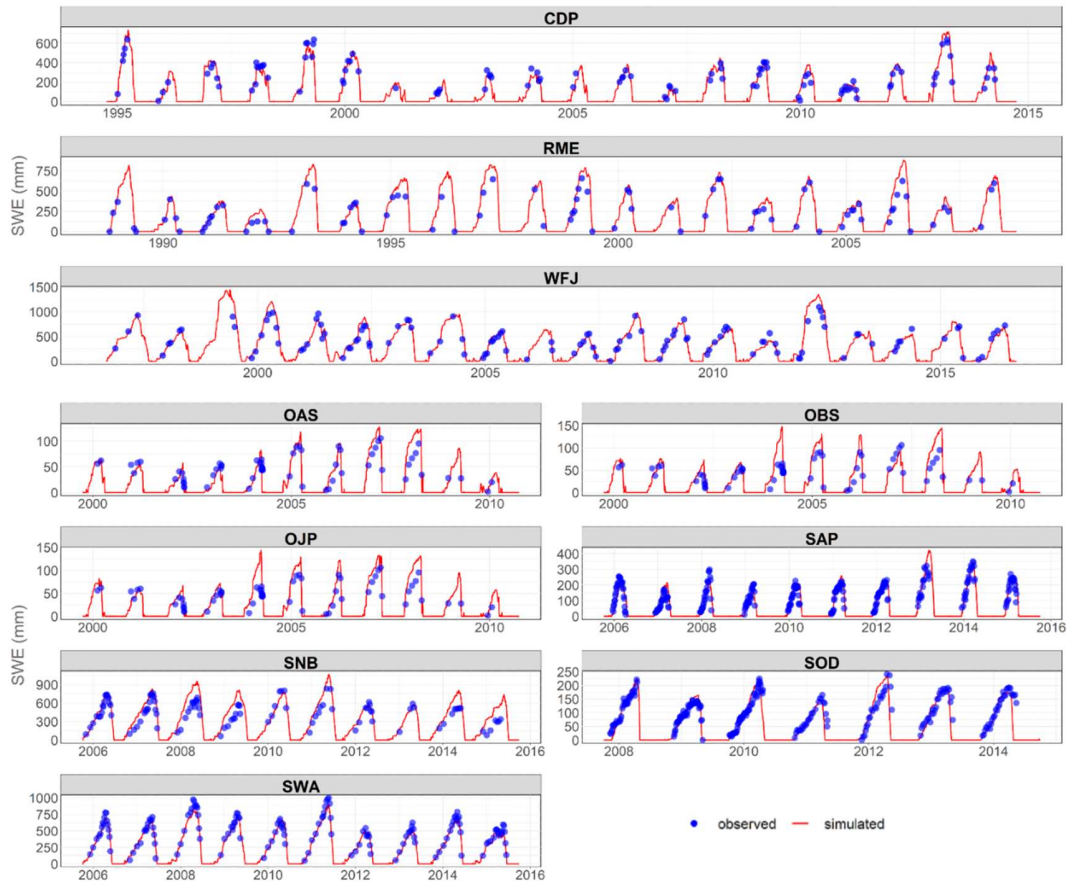 CDP
600
400
200
0
1995 2000 2005 2010 2015
RME
750
500
250
0
1990 1995 2000 2005
SWE (mm)
WFJ
1500
1000
500
0
2000 2005 2010 2015
OAS
100
50
0
2000 2005 2010
OBS
150
100
50
0
2000 2005 2010
OJP
150
100
50
0
2000 2005 2010
SAP
400
300
200
100
0
2006 2008 2010 2012 2014 2016
SWE (mm)
SNB
900
600
300
0
2006 2008 2010 2012 2014 2016
SOD
250
200
150
100
50
0
2008 2010 2012 2014
SWA
1000
750
500
250
0
2006 2008 2010 2012 2014 2016
observed simulated